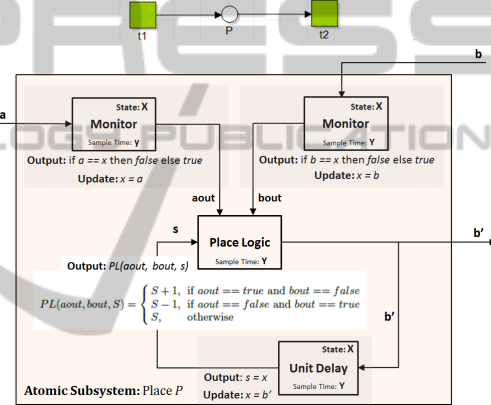 PRESS
t1
P
t2
b
a
LOGY PUBLICATIONS
State: X
Monitor
Sample Time: y
Output: if a == x then false else true
Update: x = a
State: X
Monitor
Sample Time: Y
Output: if b == x then false else true
Update: x = b
aout
bout
s
Place Logic
Sample Time: Y
b'
Output: PL(aout, bout, s)
PL(aout, bout, S) = { S + 1, if aout == true and bout == false
S − 1, if aout == false and bout == true
S, otherwise
b'
State: X
Unit Delay
Sample Time: Y
Output: s = x
Update: x = b'
Atomic Subsystem: Place P